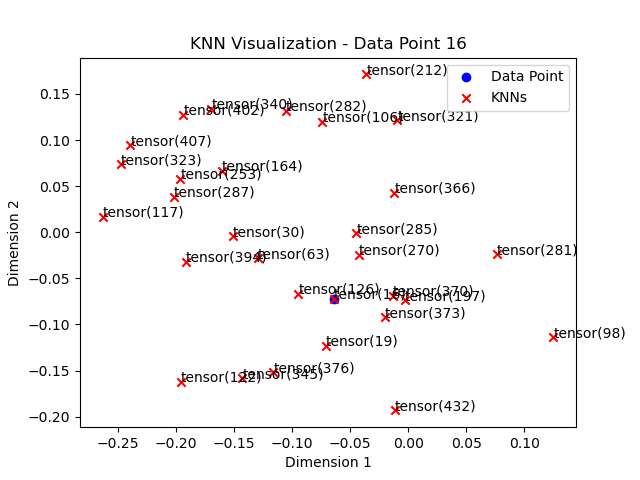 KNN Visualization - Data Point 16
Data Point
KNNs
tensor(212)
tensor(340)
tensor(402)
tensor(282)
tensor(106)
tensor(321)
tensor(407)
tensor(323)
tensor(164)
tensor(253)
tensor(287)
tensor(366)
tensor(117)
tensor(30)
tensor(285)
tensor(394)
tensor(63)
tensor(270)
tensor(281)
tensor(126)
tensor(16)
tensor(370)
tensor(197)
tensor(373)
tensor(98)
tensor(19)
tensor(376)
tensor(345)
tensor(432)
0.15
0.10
0.05
0.00
−0.05
−0.10
−0.15
−0.20
Dimension 2
−0.25
−0.20
−0.15
−0.10
−0.05
0.00
0.05
0.10
Dimension 1